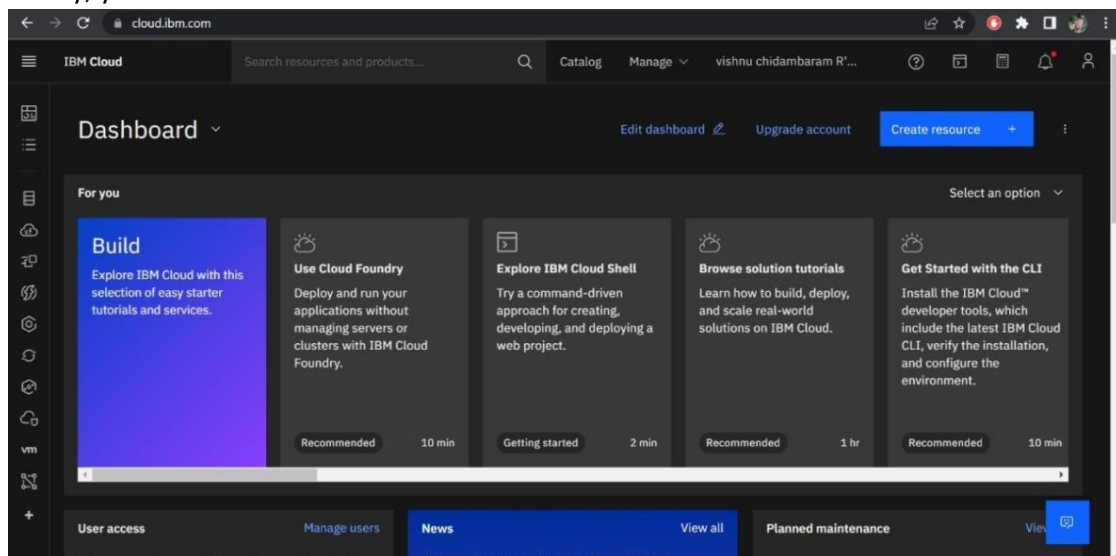 cloud.ibm.com
IBM Cloud
Search resources and products...
Catalog
Manage
vishnu chidambaram R'...
Dashboard
Edit dashboard
Upgrade account
Create resource +
For you
Select an option
Build
Explore IBM Cloud with this
selection of easy starter
tutorials and services.
Use Cloud Foundry
Deploy and run your
applications without
managing servers or
clusters with IBM Cloud
Foundry.
Recommended
10 min
Explore IBM Cloud Shell
Try a command-driven
approach for creating,
developing, and deploying a
web project.
Getting started
2 min
Browse solution tutorials
Learn how to build, deploy,
and scale real-world
solutions on IBM Cloud.
Recommended
1 hr
Get Started with the CLI
Install the IBM Cloud™
developer tools, which
include the latest IBM Cloud
CLI, verify the installation,
and configure the
environment.
Recommended
10 min
vm
User access
Manage users
News
View all
Planned maintenance